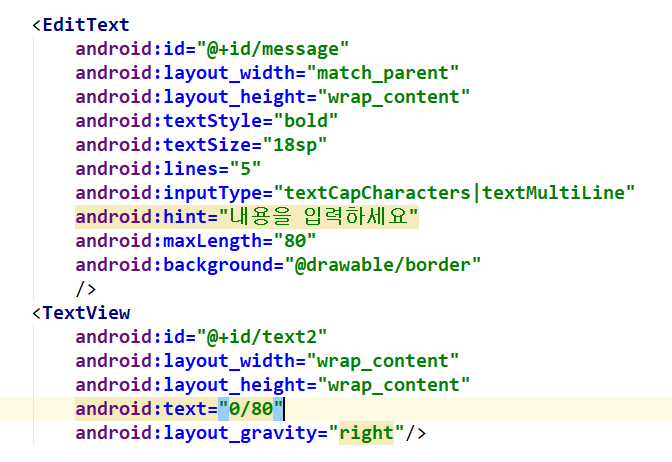 <EditText
android:id="@+id/message"
android:layout_width="match_parent"
android:layout_height="wrap_content"
android:textStyle="bold"
android:textSize="18sp"
android:lines="5"
android:inputType="textCapCharacters|textMultiLine"
android:hint="내용을 입력하세요"
android:maxLength="80"
android:background="@drawable/border"
/>
<TextView
android:id="@+id/text2"
android:layout_width="wrap_content"
android:layout_height="wrap_content"
android:text="0/80"
android:layout_gravity="right"/>